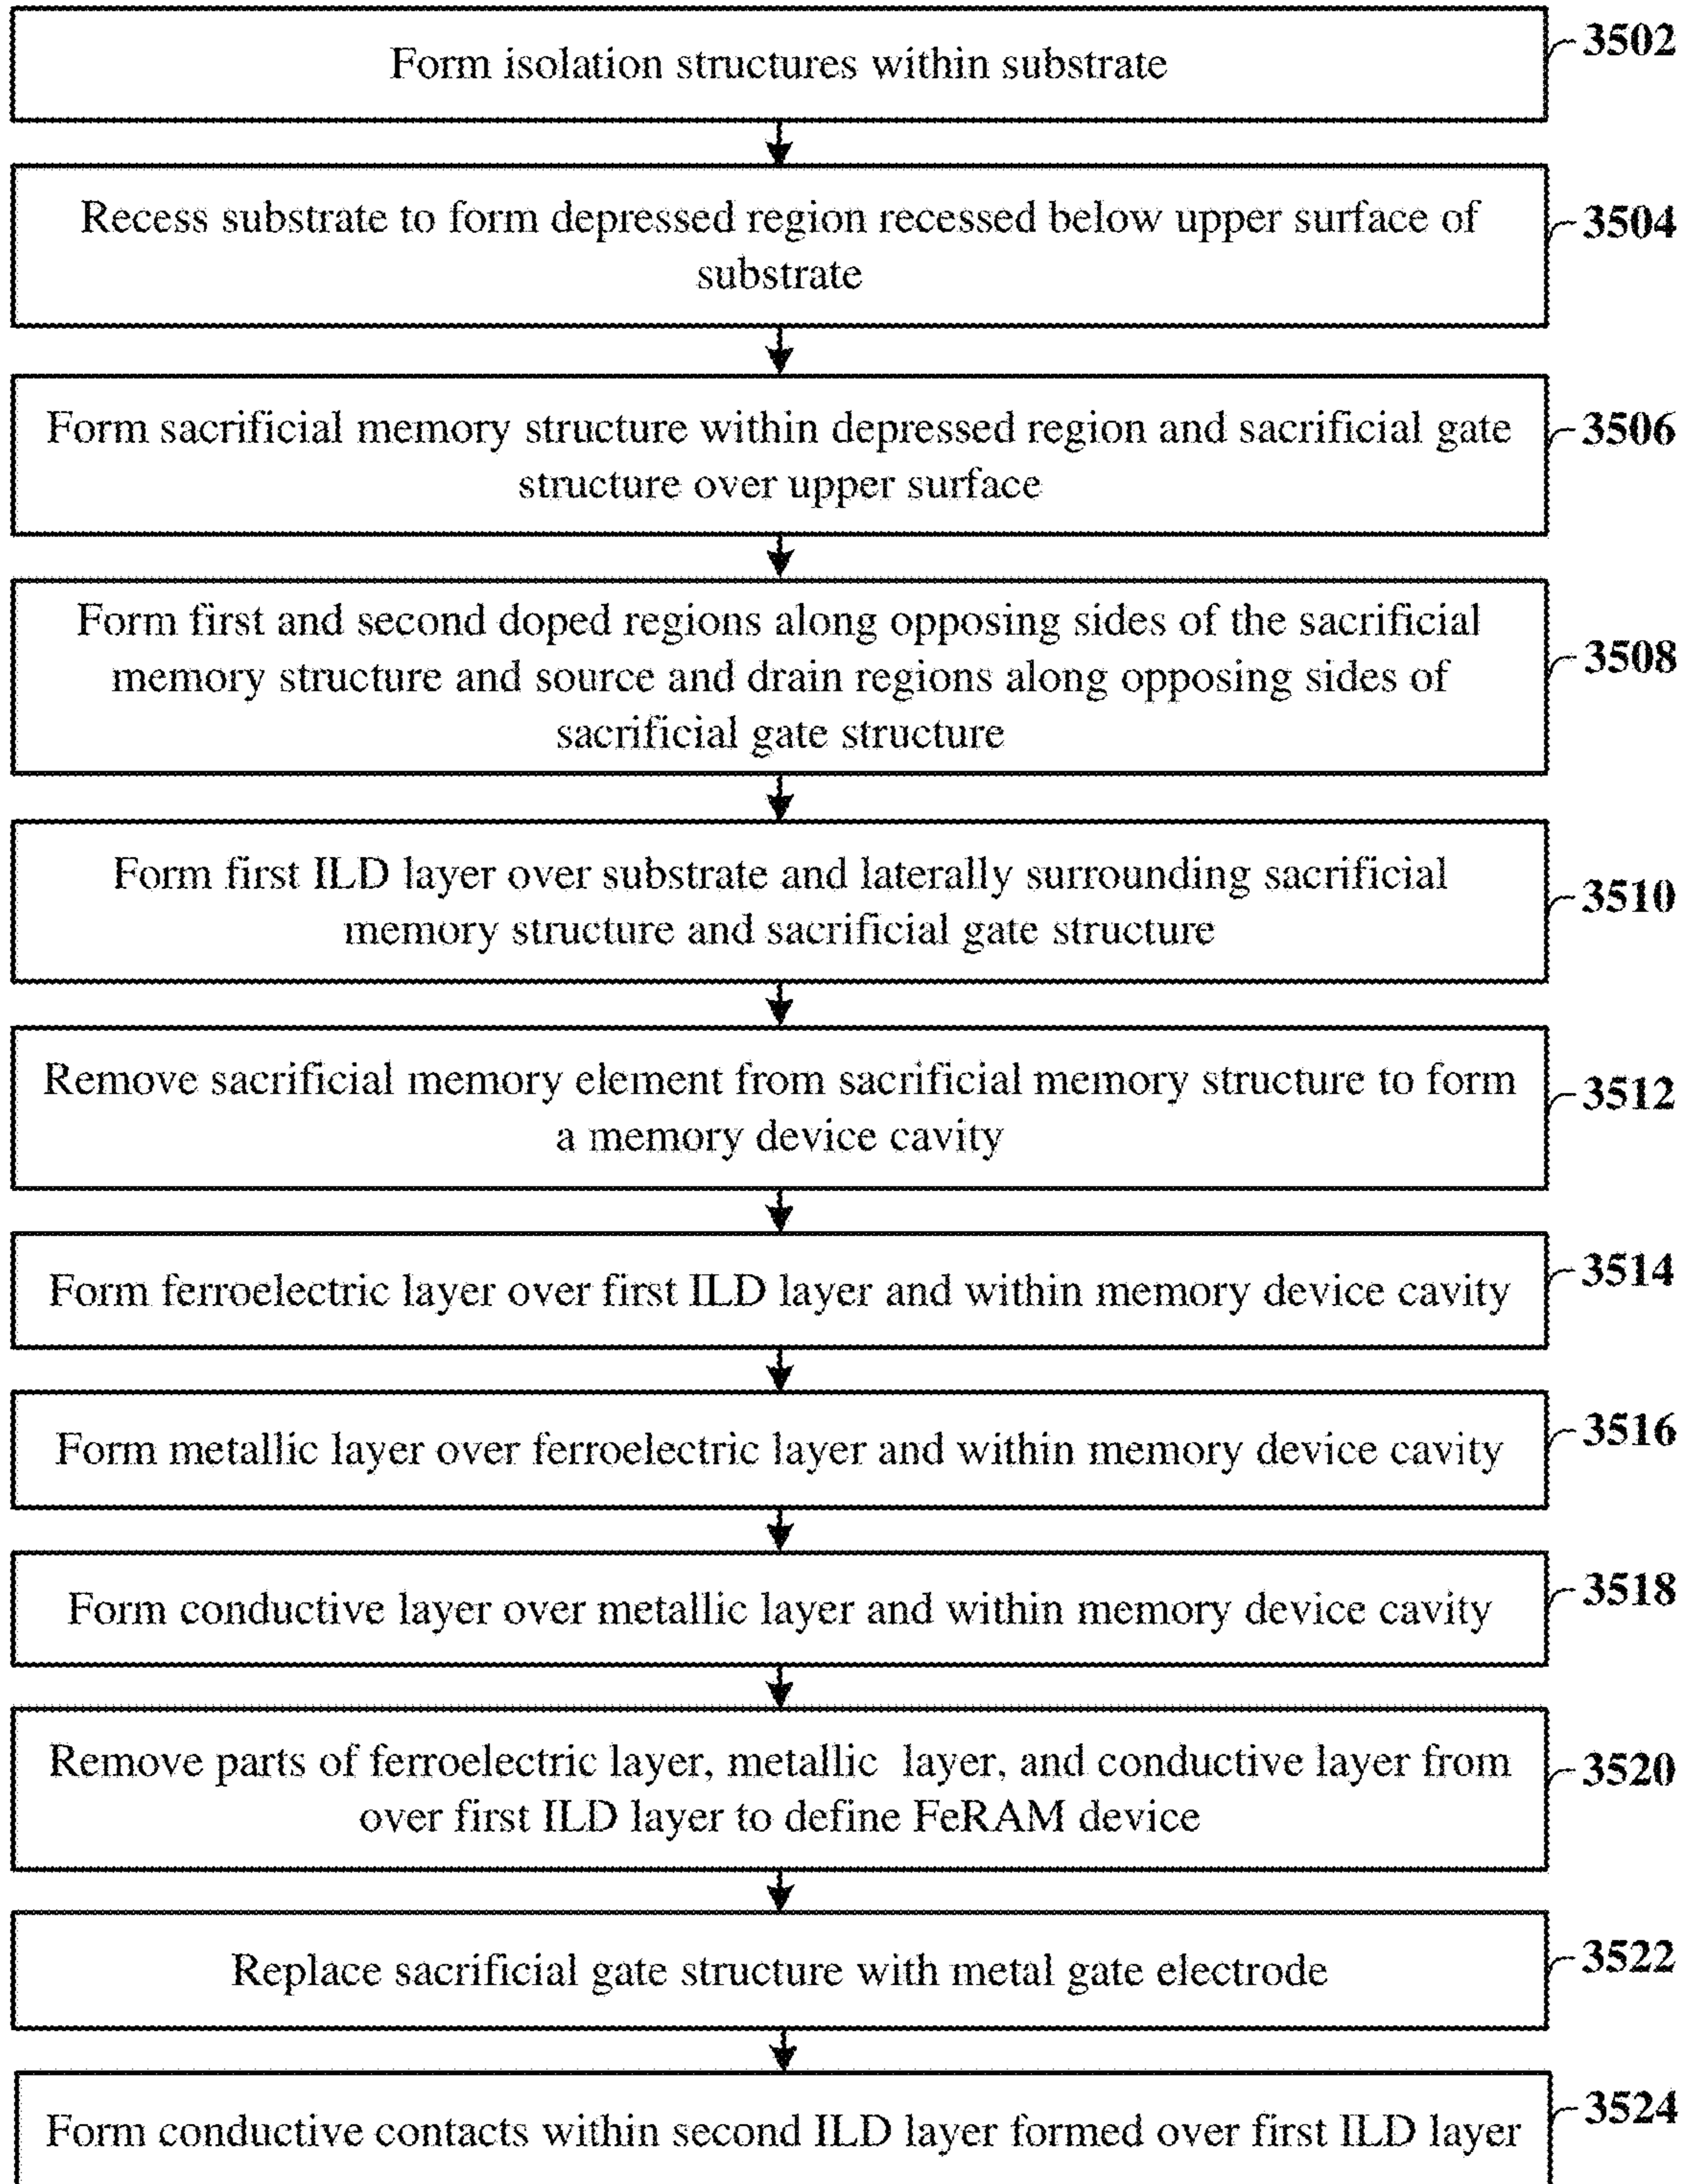 Form isolation structures within substrate
3502
Recess substrate to form depressed region recessed below upper surface of
substrate
3504
Form sacrificial memory structure within depressed region and sacrificial gate
structure over upper surface
3506
Form first and second doped regions along opposing sides of the sacrificial
memory structure and source and drain regions along opposing sides of
sacrificial gate structure
3508
Form first ILD layer over substrate and laterally surrounding sacrificial
memory structure and sacrificial gate structure
3510
Remove sacrificial memory element from sacrificial memory structure to form
a memory device cavity
3512
Form ferroelectric layer over first ILD layer and within memory device cavity
3514
Form metallic layer over ferroelectric layer and within memory device cavity
3516
Form conductive layer over metallic layer and within memory device cavity
3518
Remove parts of ferroelectric layer, metallic layer, and conductive layer from
over first ILD layer to define FeRAM device
3520
Replace sacrificial gate structure with metal gate electrode
3522
Form conductive contacts within second ILD layer formed over first ILD layer
3524